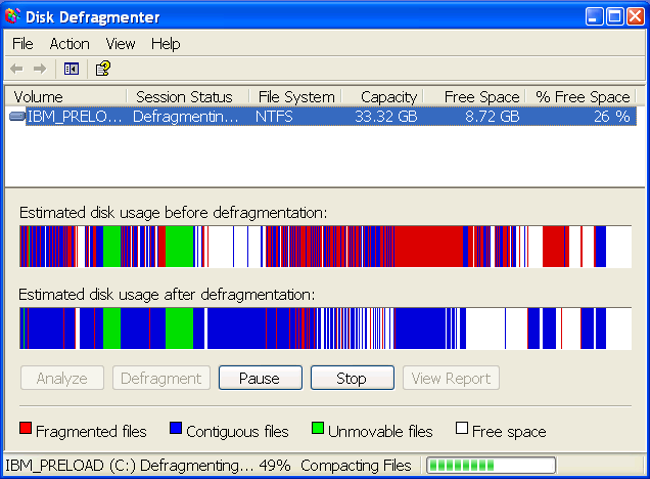 Disk Defragmenter
File Action View Help
Volume Session Status File System Capacity Free Space % Free Space
IBM_PRELO... Defragmentin... NTFS 33.32 GB 8.72 GB 26 %
Estimated disk usage before defragmentation:
Estimated disk usage after defragmentation:
Analyze Defragment Pause Stop View Report
Fragmented files Contiguous files Unmovable files Free space
IBM_PRELOAD (C:) Defragmenting... 49% Compacting Files